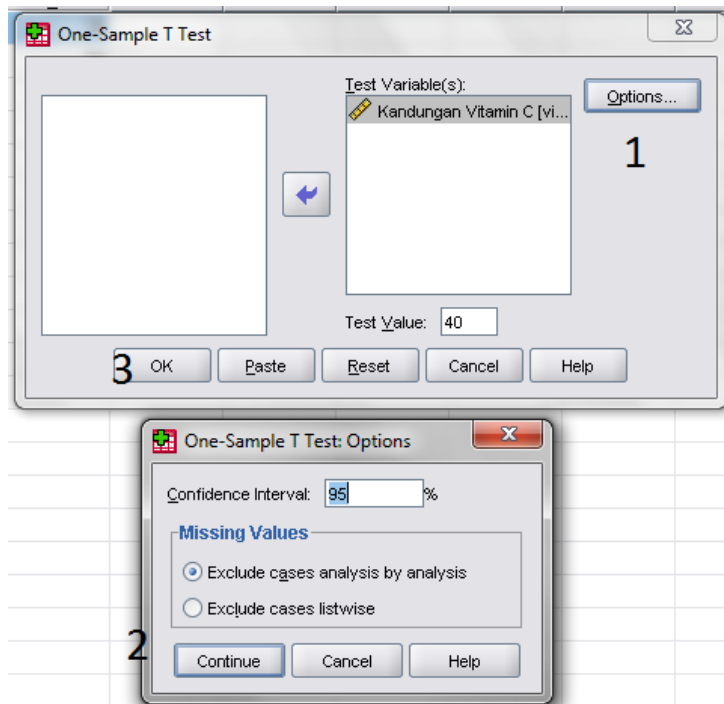 One-Sample T Test
Test Variable(s):
Kandungan Vitamin C [vi...
Options...
1
Test Value: 40
3 OK Paste Reset Cancel Help
One-Sample T Test: Options
Confidence Interval: 95 %
Missing Values
Exclude cases analysis by analysis
Exclude cases listwise
2 Continue Cancel Help